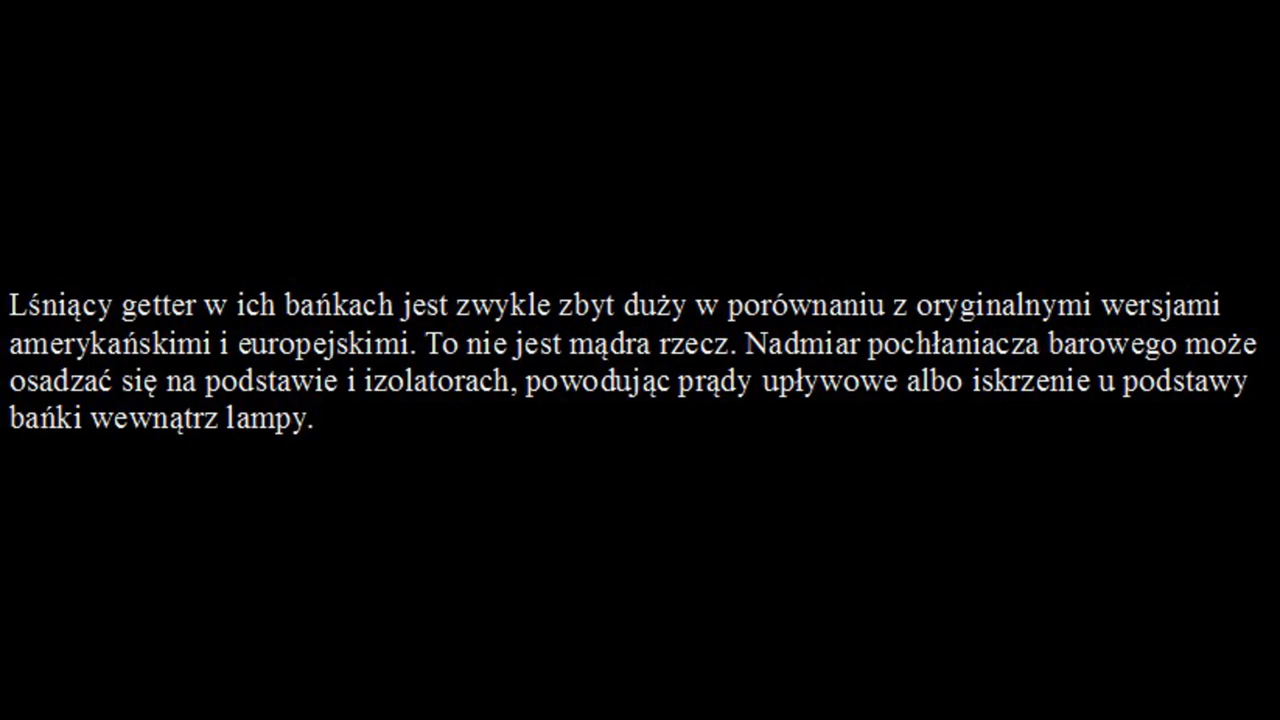 Lśniący getter w ich bańkach jest zwykle zbyt duży w porównaniu z oryginalnymi wersjami
amerykańskimi i europejskimi. To nie jest mądra rzecz. Nadmiar pochłaniacza barowego może
osadzać się na podstawie i izolatorach, powodując prądy upływowe albo iskrzenie u podstawy
bańki wewnątrz lampy.